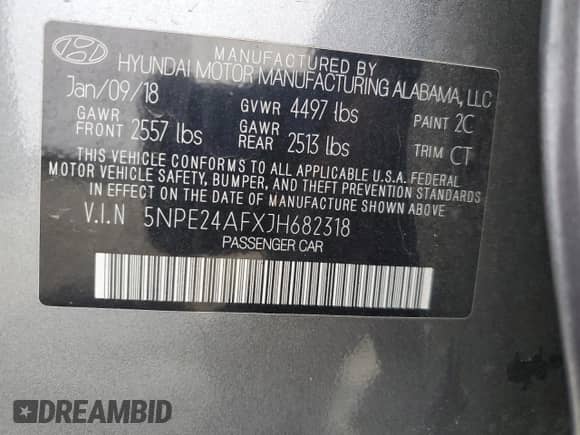 MANUFACTURED BY
HYUNDAI MOTOR MANUFACTURING ALABAMA, LLC
Jan/09/18 GVWR 4497 lbs PAINT 2C
GAWR FRONT 2557 lbs GAWR REAR 2513 lbs TRIM CT
THIS VEHICLE CONFORMS TO ALL APPLICABLE U.S.A. FEDERAL
MOTOR VEHICLE SAFETY, BUMPER, AND THEFT PREVENTION STANDARDS
IN EFFECT ON THE DATE OF MANUFACTURE SHOWN ABOVE.
V.I.N 5NPE24AFXJH682318
PASSENGER CAR
DREAMBID